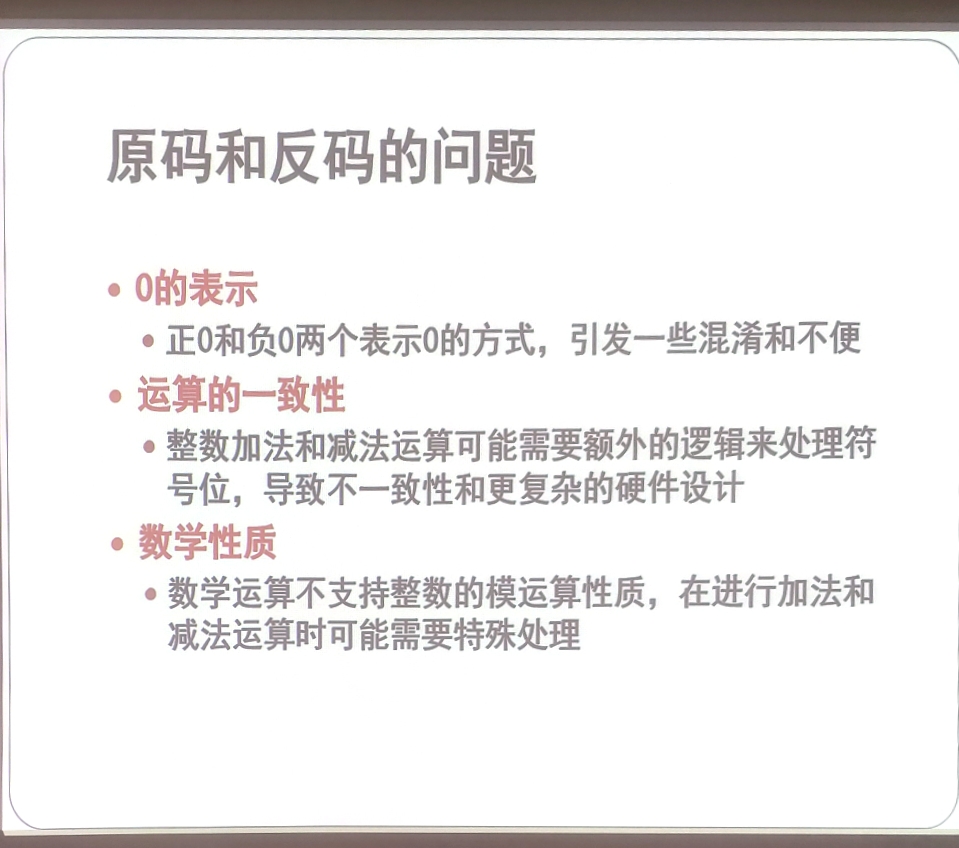 原码和反码的问题
• 0的表示
• 正0和负0两个表示0的方式，引发一些混淆和不便
• 运算的一致性
• 整数加法和减法运算可能需要额外的逻辑来处理符
号位，导致不一致性和更复杂的硬件设计
• 数学性质
• 数学运算不支持整数的模运算性质，在进行加法和
减法运算时可能需要特殊处理